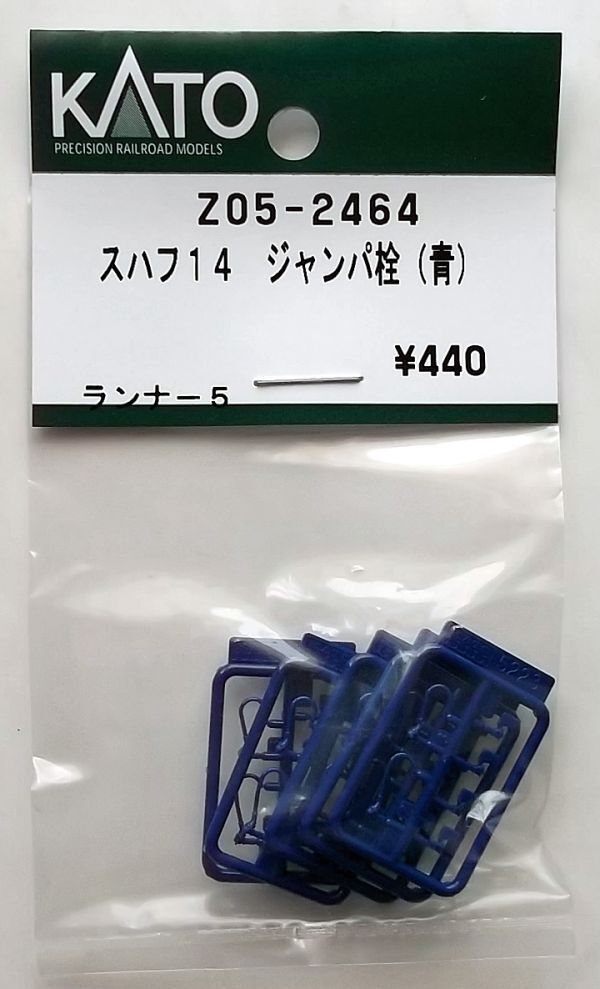 KATO
PRECISION RAILROAD MODELS
Z05-2464
スハフ14 ジャンパ栓(青)
¥440
ランナー5